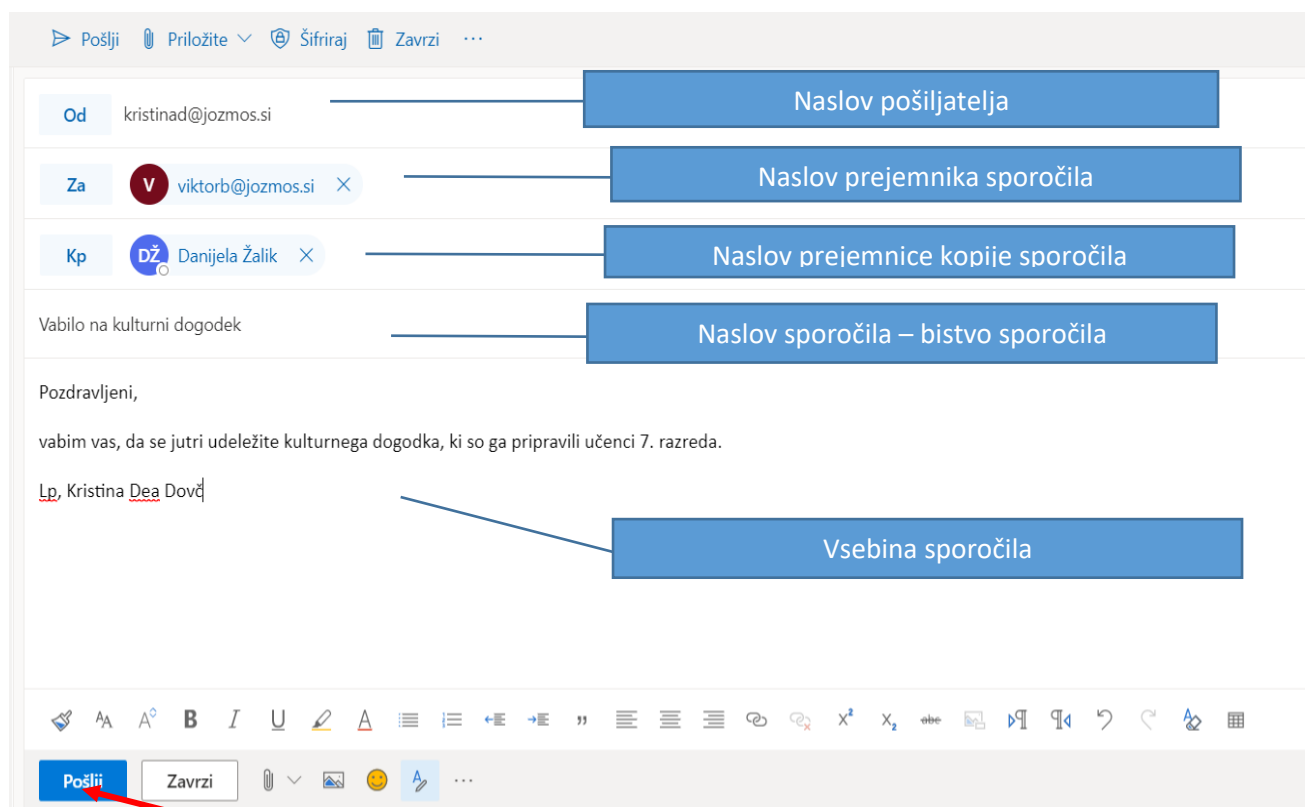 Pošlji Priložite Šifriraj Zavrzi ...
Naslov pošiljatelja
Od kristinad@jozmos.si
Naslov prejemnika sporočila
Za V viktorb@jozmos.si
Kp DŽ Danijela Žalik
Naslov prejemnice kopije sporočila
Vabilo na kulturni dogodek
Naslov sporočila – bistvo sporočila
Pozdravljeni,
vabim vas, da se jutri udeležite kulturnega dogodka, ki so ga pripravili učenci 7. razreda.
Lp, Kristina Dea Dovč
Vsebina sporočila
Pošlji Zavrzi ...